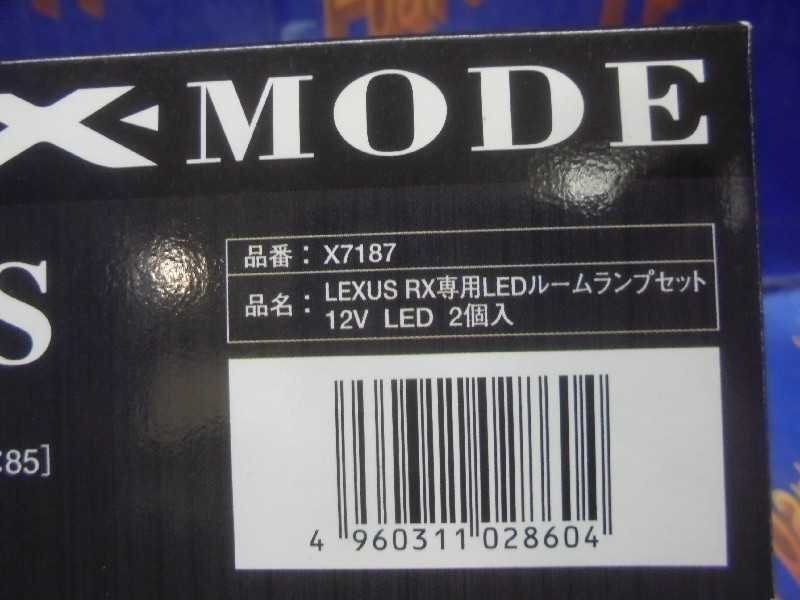 X MODE
品番： X7187
品名： LEXUS RX専用LEDルームランプセット
12V LED 2個入
S
:85]
4 960311 028604